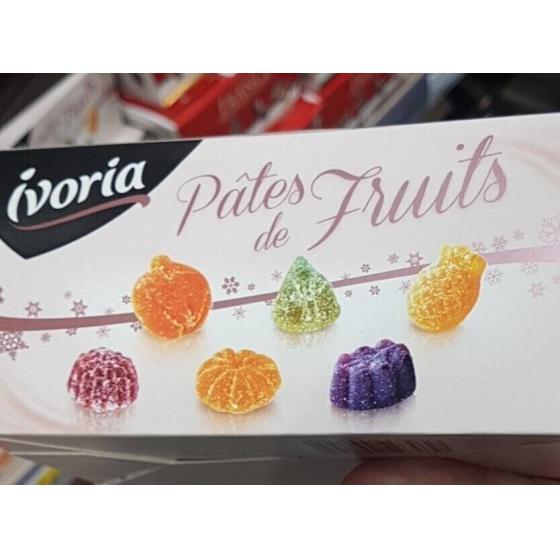 ivoria
Pâtes
de Fruits